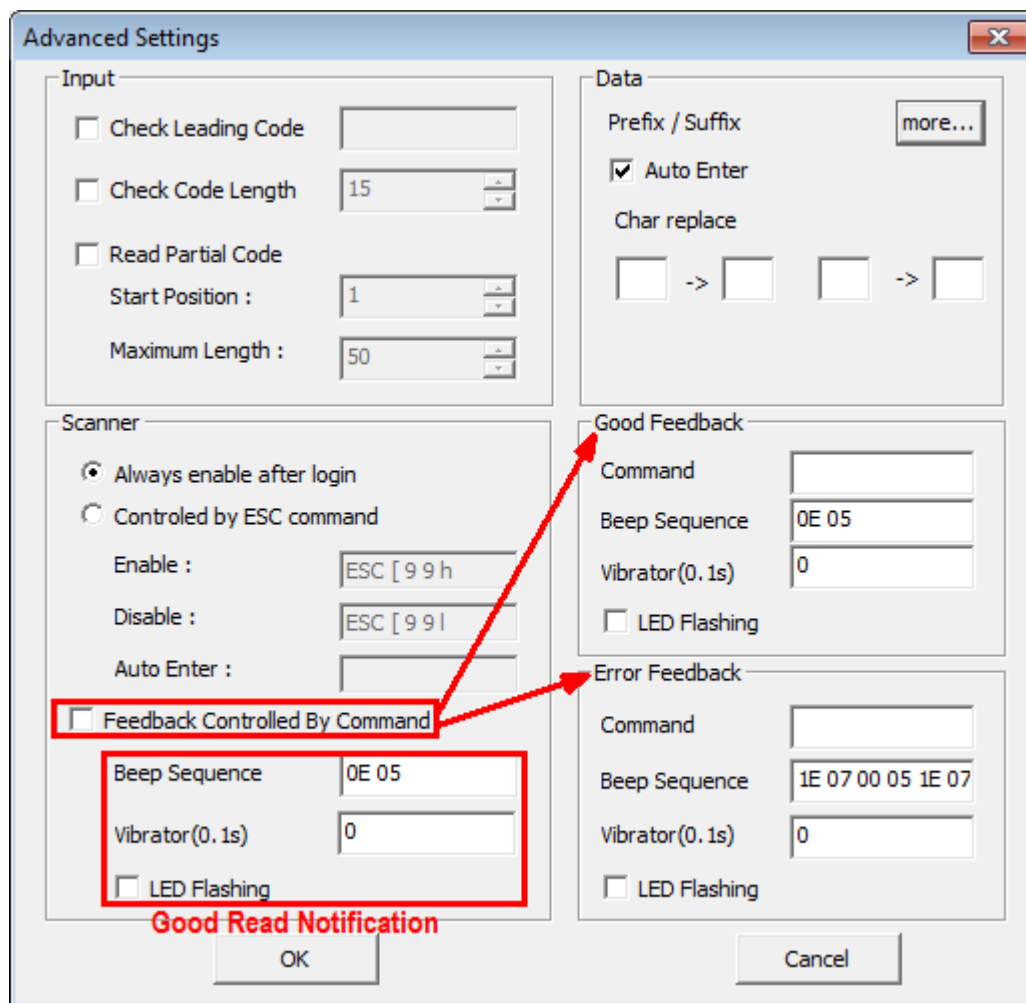 Advanced Settings
Input
Check Leading Code
Check Code Length 15
Read Partial Code
Start Position : 1
Maximum Length : 50
Data
Prefix / Suffix more...
Auto Enter
Char replace
-> ->
Scanner
Always enable after login
Controled by ESC command
Enable : ESC [ 9 9 h
Disable : ESC [ 9 9 l
Auto Enter :
Feedback Controlled By Command
Beep Sequence 0E 05
Vibrator(0.1s) 0
LED Flashing
Good Read Notification
Good Feedback
Command
Beep Sequence 0E 05
Vibrator(0.1s) 0
LED Flashing
Error Feedback
Command
Beep Sequence 1E 07 00 05 1E 07
Vibrator(0.1s) 0
LED Flashing
OK Cancel